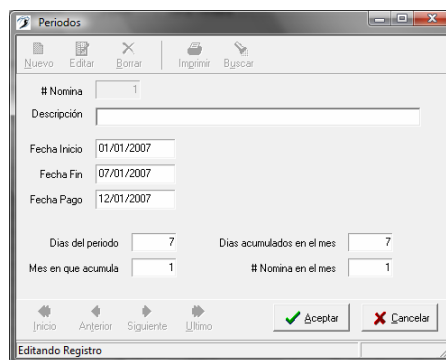 Periodos
Nuevo Editar Borrar Imprimir Buscar
# Nomina 1
Descripción
Fecha Inicio 01/01/2007
Fecha Fin 07/01/2007
Fecha Pago 12/01/2007
Dias del periodo 7 Dias acumulados en el mes 7
Mes en que acumula 1 # Nomina en el mes 1
Inicio Anterior Siguiente Ultimo Aceptar Cancelar
Editando Registro